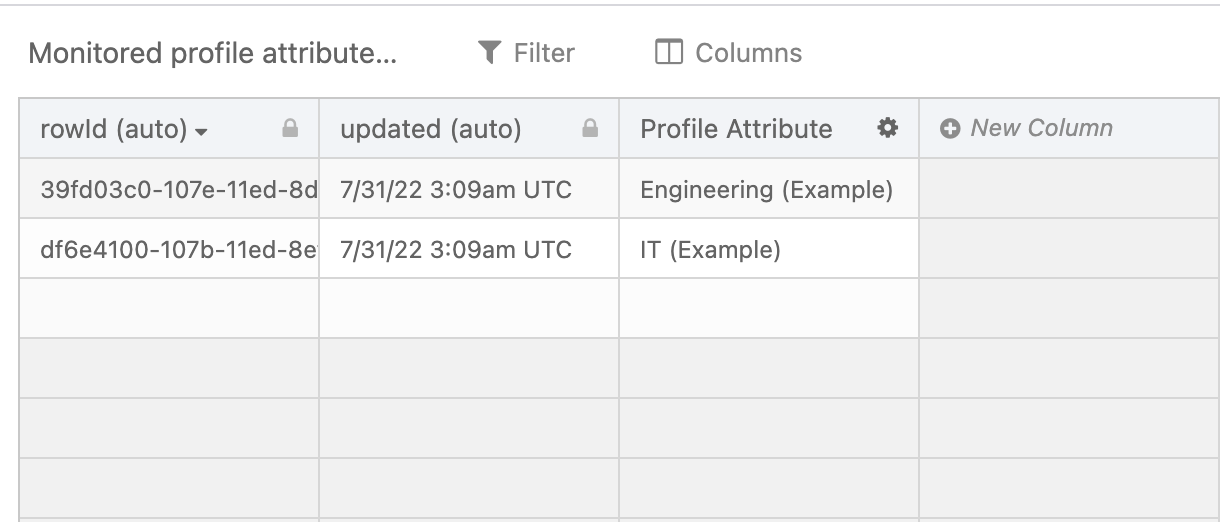 Monitored profile attribute... Filter Columns
rowId (auto) updated (auto) Profile Attribute New Column
39fd03c0-107e-11ed-8d 7/31/22 3:09am UTC Engineering (Example)
df6e4100-107b-11ed-8e 7/31/22 3:09am UTC IT (Example)